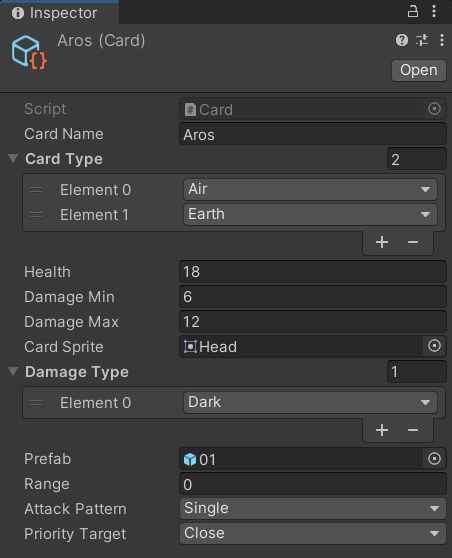 Inspector
Aros (Card)
Open
Script Card
Card Name Aros
Card Type 2
Element 0 Air
Element 1 Earth
Health 18
Damage Min 6
Damage Max 12
Card Sprite Head
Damage Type 1
Element 0 Dark
Prefab 01
Range 0
Attack Pattern Single
Priority Target Close